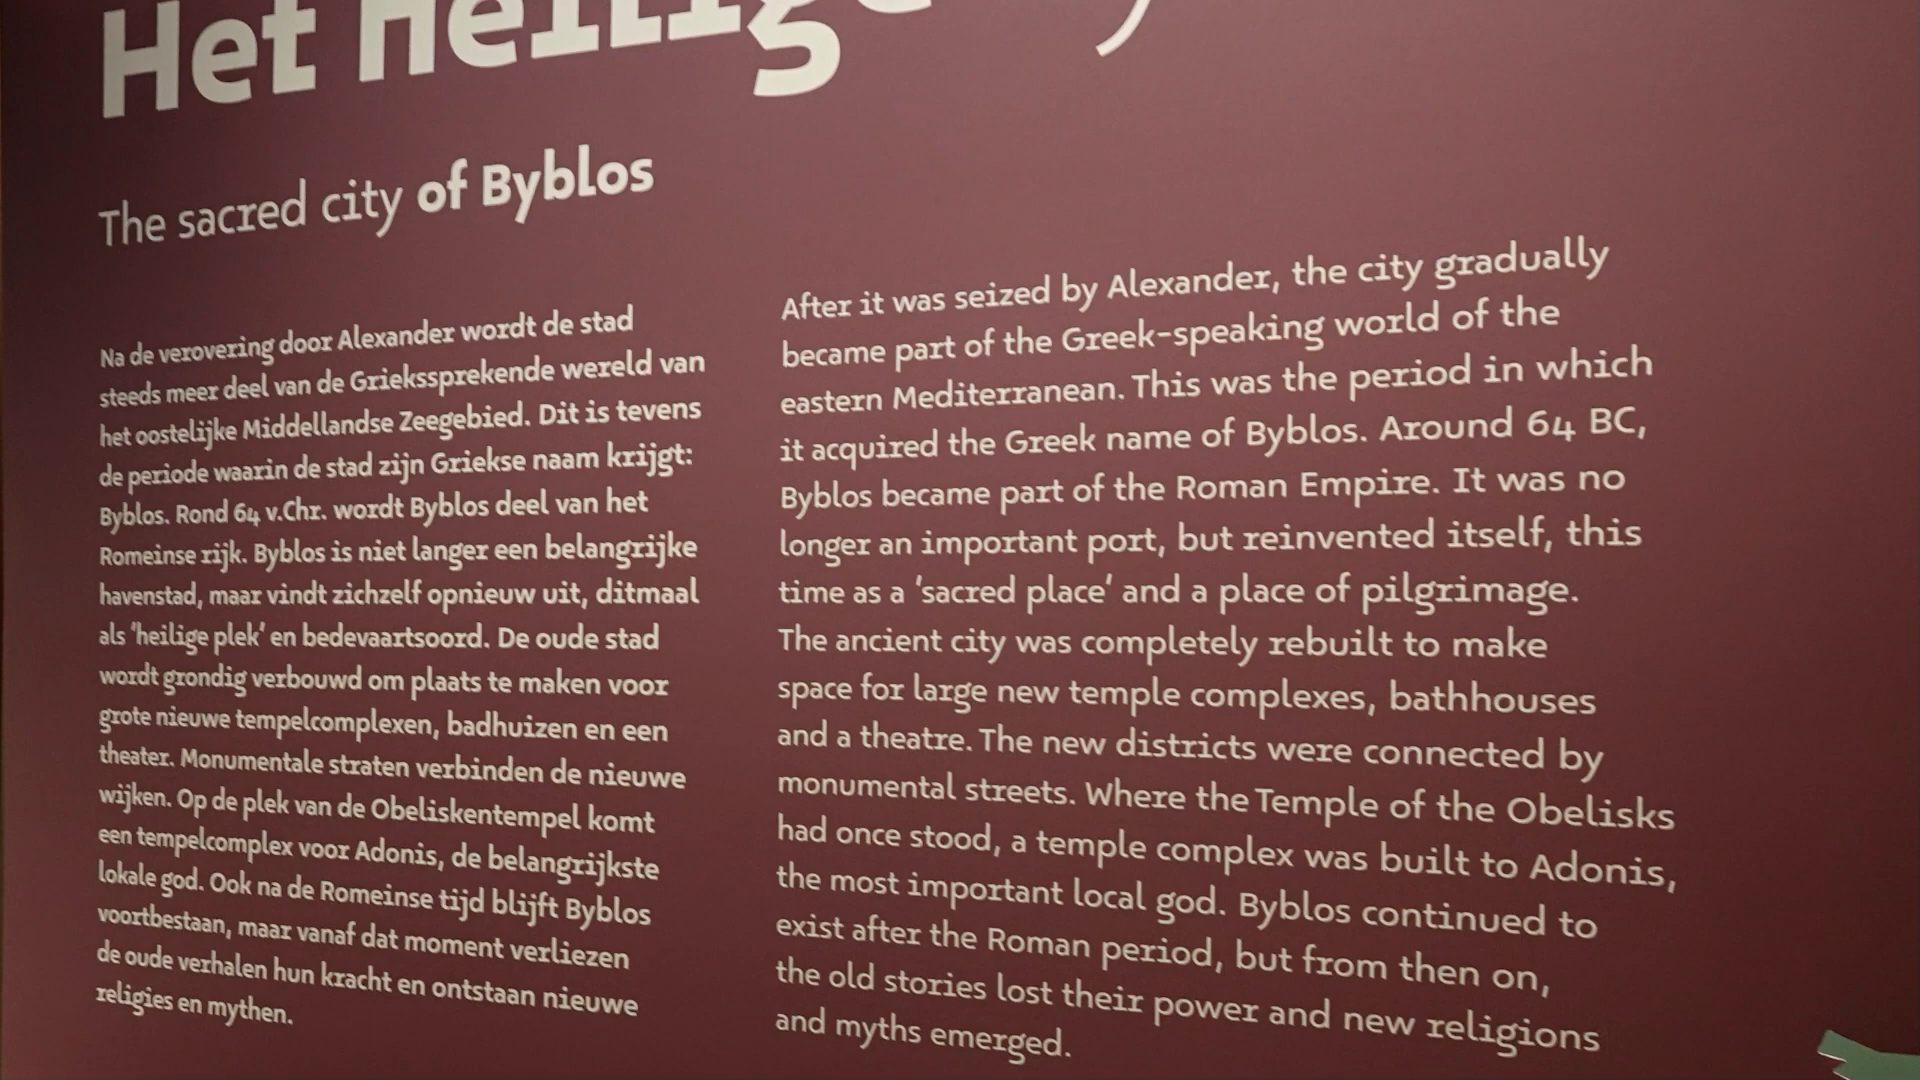 Het heilige
The sacred city of Byblos
Na de verovering door Alexander wordt de stad
steeds meer deel van de Griekssprekende wereld van
het oostelijke Middellandse Zeegebied. Dit is tevens
de periode waarin de stad zijn Griekse naam krijgt:
Byblos. Rond 64 v.Chr. wordt Byblos deel van het
Romeinse rijk. Byblos is niet langer een belangrijke
havenstad, maar vindt zichzelf opnieuw uit, ditmaal
als 'heilige plek' en bedevaartsoord. De oude stad
wordt grondig verbouwd om plaats te maken voor
grote nieuwe tempelcomplexen, badhuizen en een
theater. Monumentale straten verbinden de nieuwe
wijken. Op de plek van de Obeliskentempel komt
een tempelcomplex voor Adonis, de belangrijkste
lokale god. Ook na de Romeinse tijd blijft Byblos
voortbestaan, maar vanaf dat moment verliezen
de oude verhalen hun kracht en ontstaan nieuwe
religies en mythen.
After it was seized by Alexander, the city gradually
became part of the Greek-speaking world of the
eastern Mediterranean. This was the period in which
it acquired the Greek name of Byblos. Around 64 BC,
Byblos became part of the Roman Empire. It was no
longer an important port, but reinvented itself, this
time as a 'sacred place' and a place of pilgrimage.
The ancient city was completely rebuilt to make
space for large new temple complexes, bathhouses
and a theatre. The new districts were connected by
monumental streets. Where the Temple of the Obelisks
had once stood, a temple complex was built to Adonis,
the most important local god. Byblos continued to
exist after the Roman period, but from then on,
the old stories lost their power and new religions
and myths emerged.